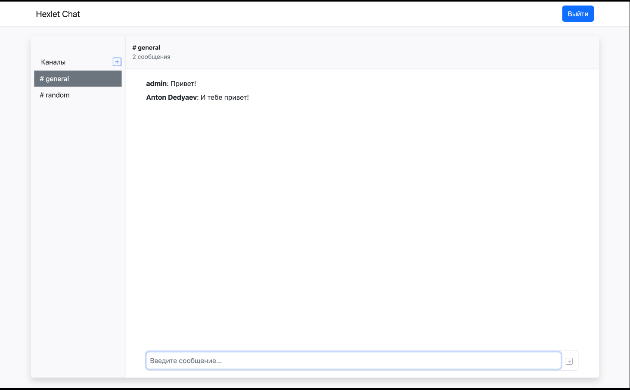 Hexlet Chat
Выйти
Каналы
+
# general
# random
# general
2 сообщения
admin: Привет!
Anton Dedyaev: И тебе привет!
Введите сообщение...